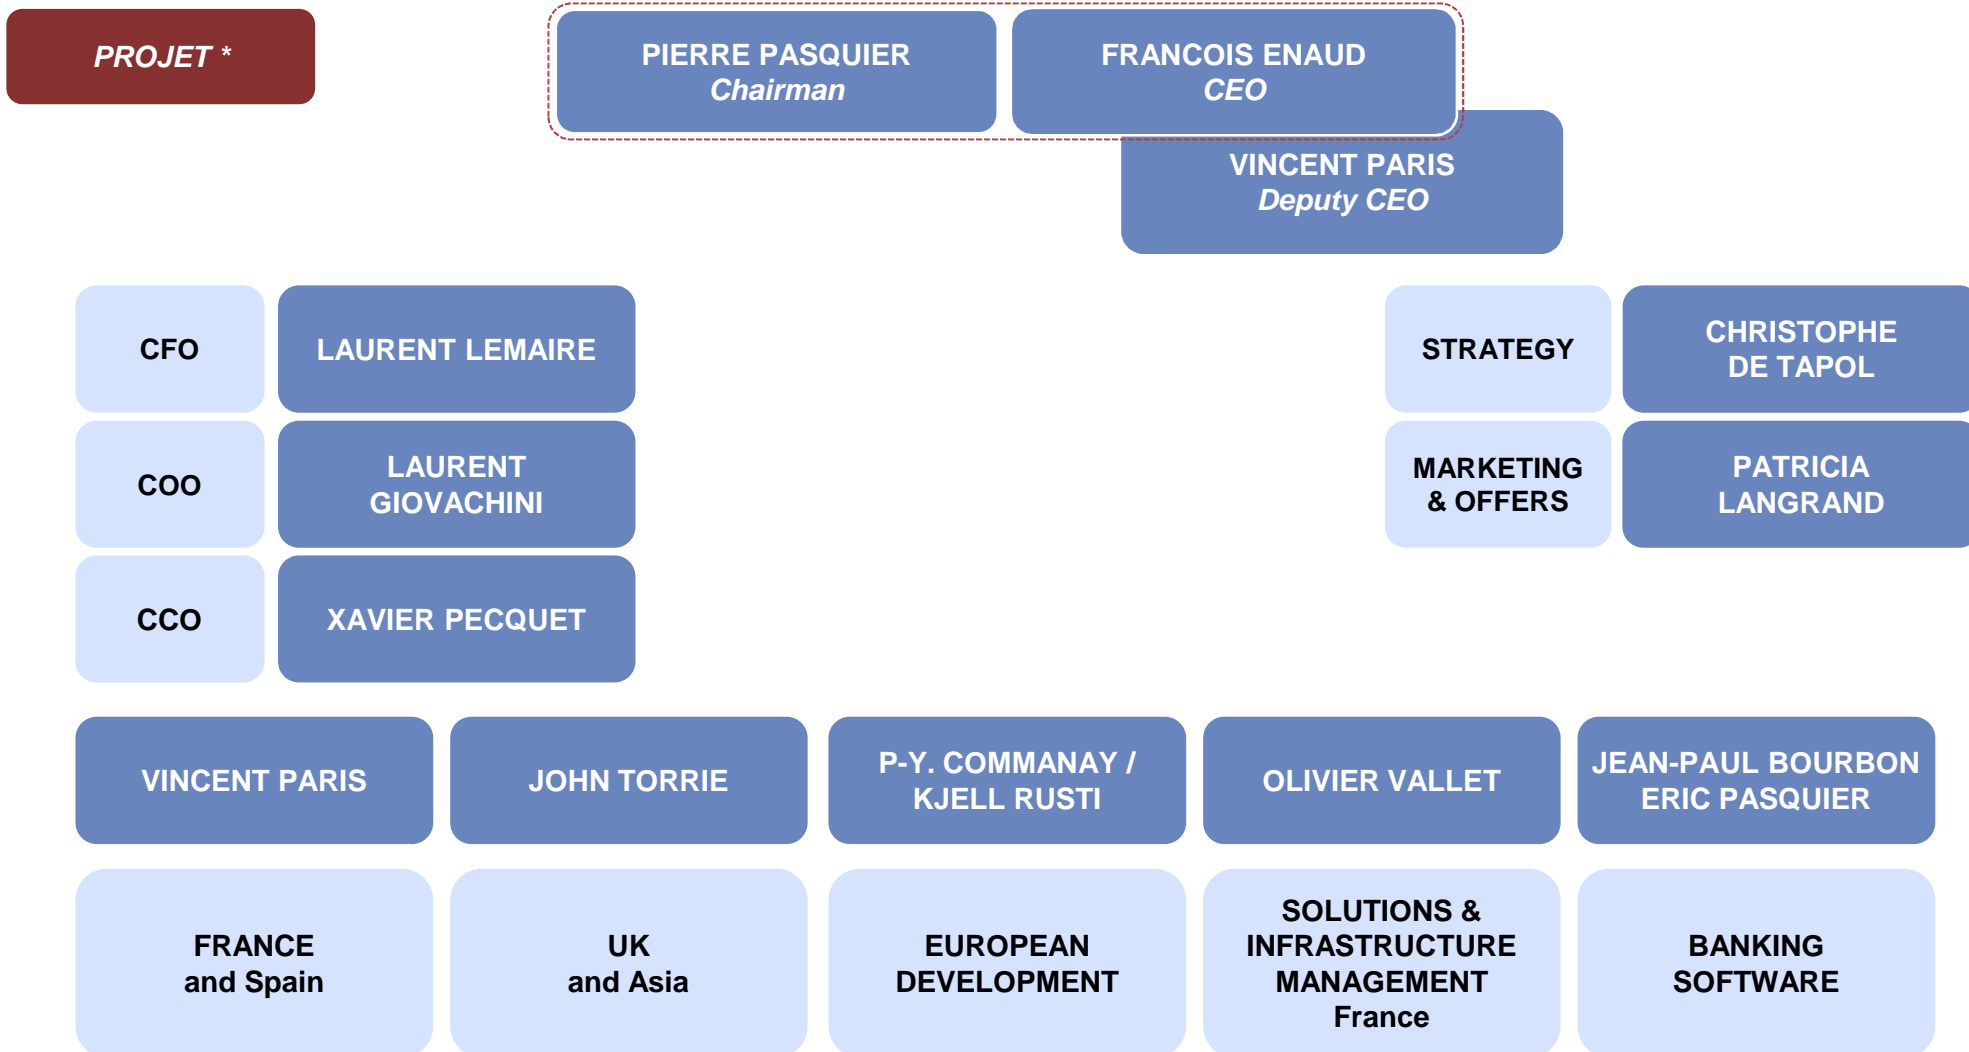 PROJET *
PIERRE PASQUIER
Chairman
FRANCOIS ENAUD
CEO
VINCENT PARIS
Deputy CEO
CFO
LAURENT LEMAIRE
STRATEGY
CHRISTOPHE
DE TAPOL
COO
LAURENT
GIOVACHINI
MARKETING
& OFFERS
PATRICIA
LANGRAND
CCO
XAVIER PECQUET
VINCENT PARIS
JOHN TORRIE
P-Y. COMMANAY /
KJELL RUSTI
OLIVIER VALLET
JEAN-PAUL BOURBON
ERIC PASQUIER
FRANCE
and Spain
UK
and Asia
EUROPEAN
DEVELOPMENT
SOLUTIONS &
INFRASTRUCTURE
MANAGEMENT
France
BANKING
SOFTWARE